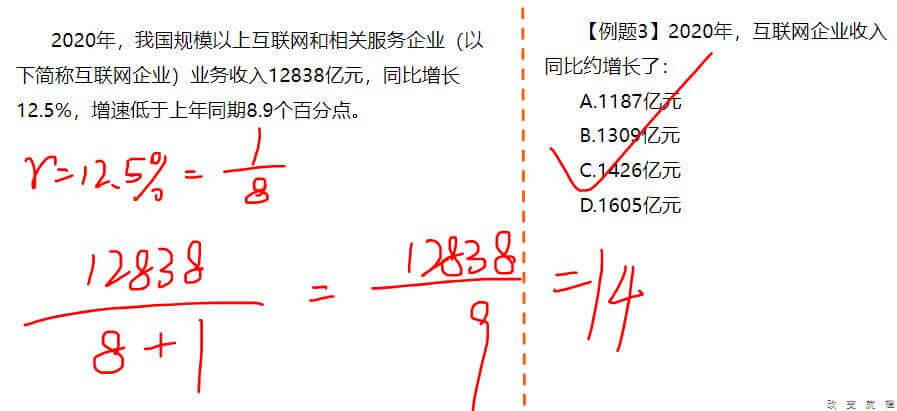 2020年，我国规模以上互联网和相关服务企业（以
下简称互联网企业）业务收入12838亿元，同比增长
12.5%，增速低于上年同期8.9个百分点。
r=12.5%=1/8
12838/(8+1)=12838/9=14
【例题3】2020年，互联网企业收入
同比约增长了：
A.1187亿元
B.1309亿元
C.1426亿元
D.1605亿元
改变就程